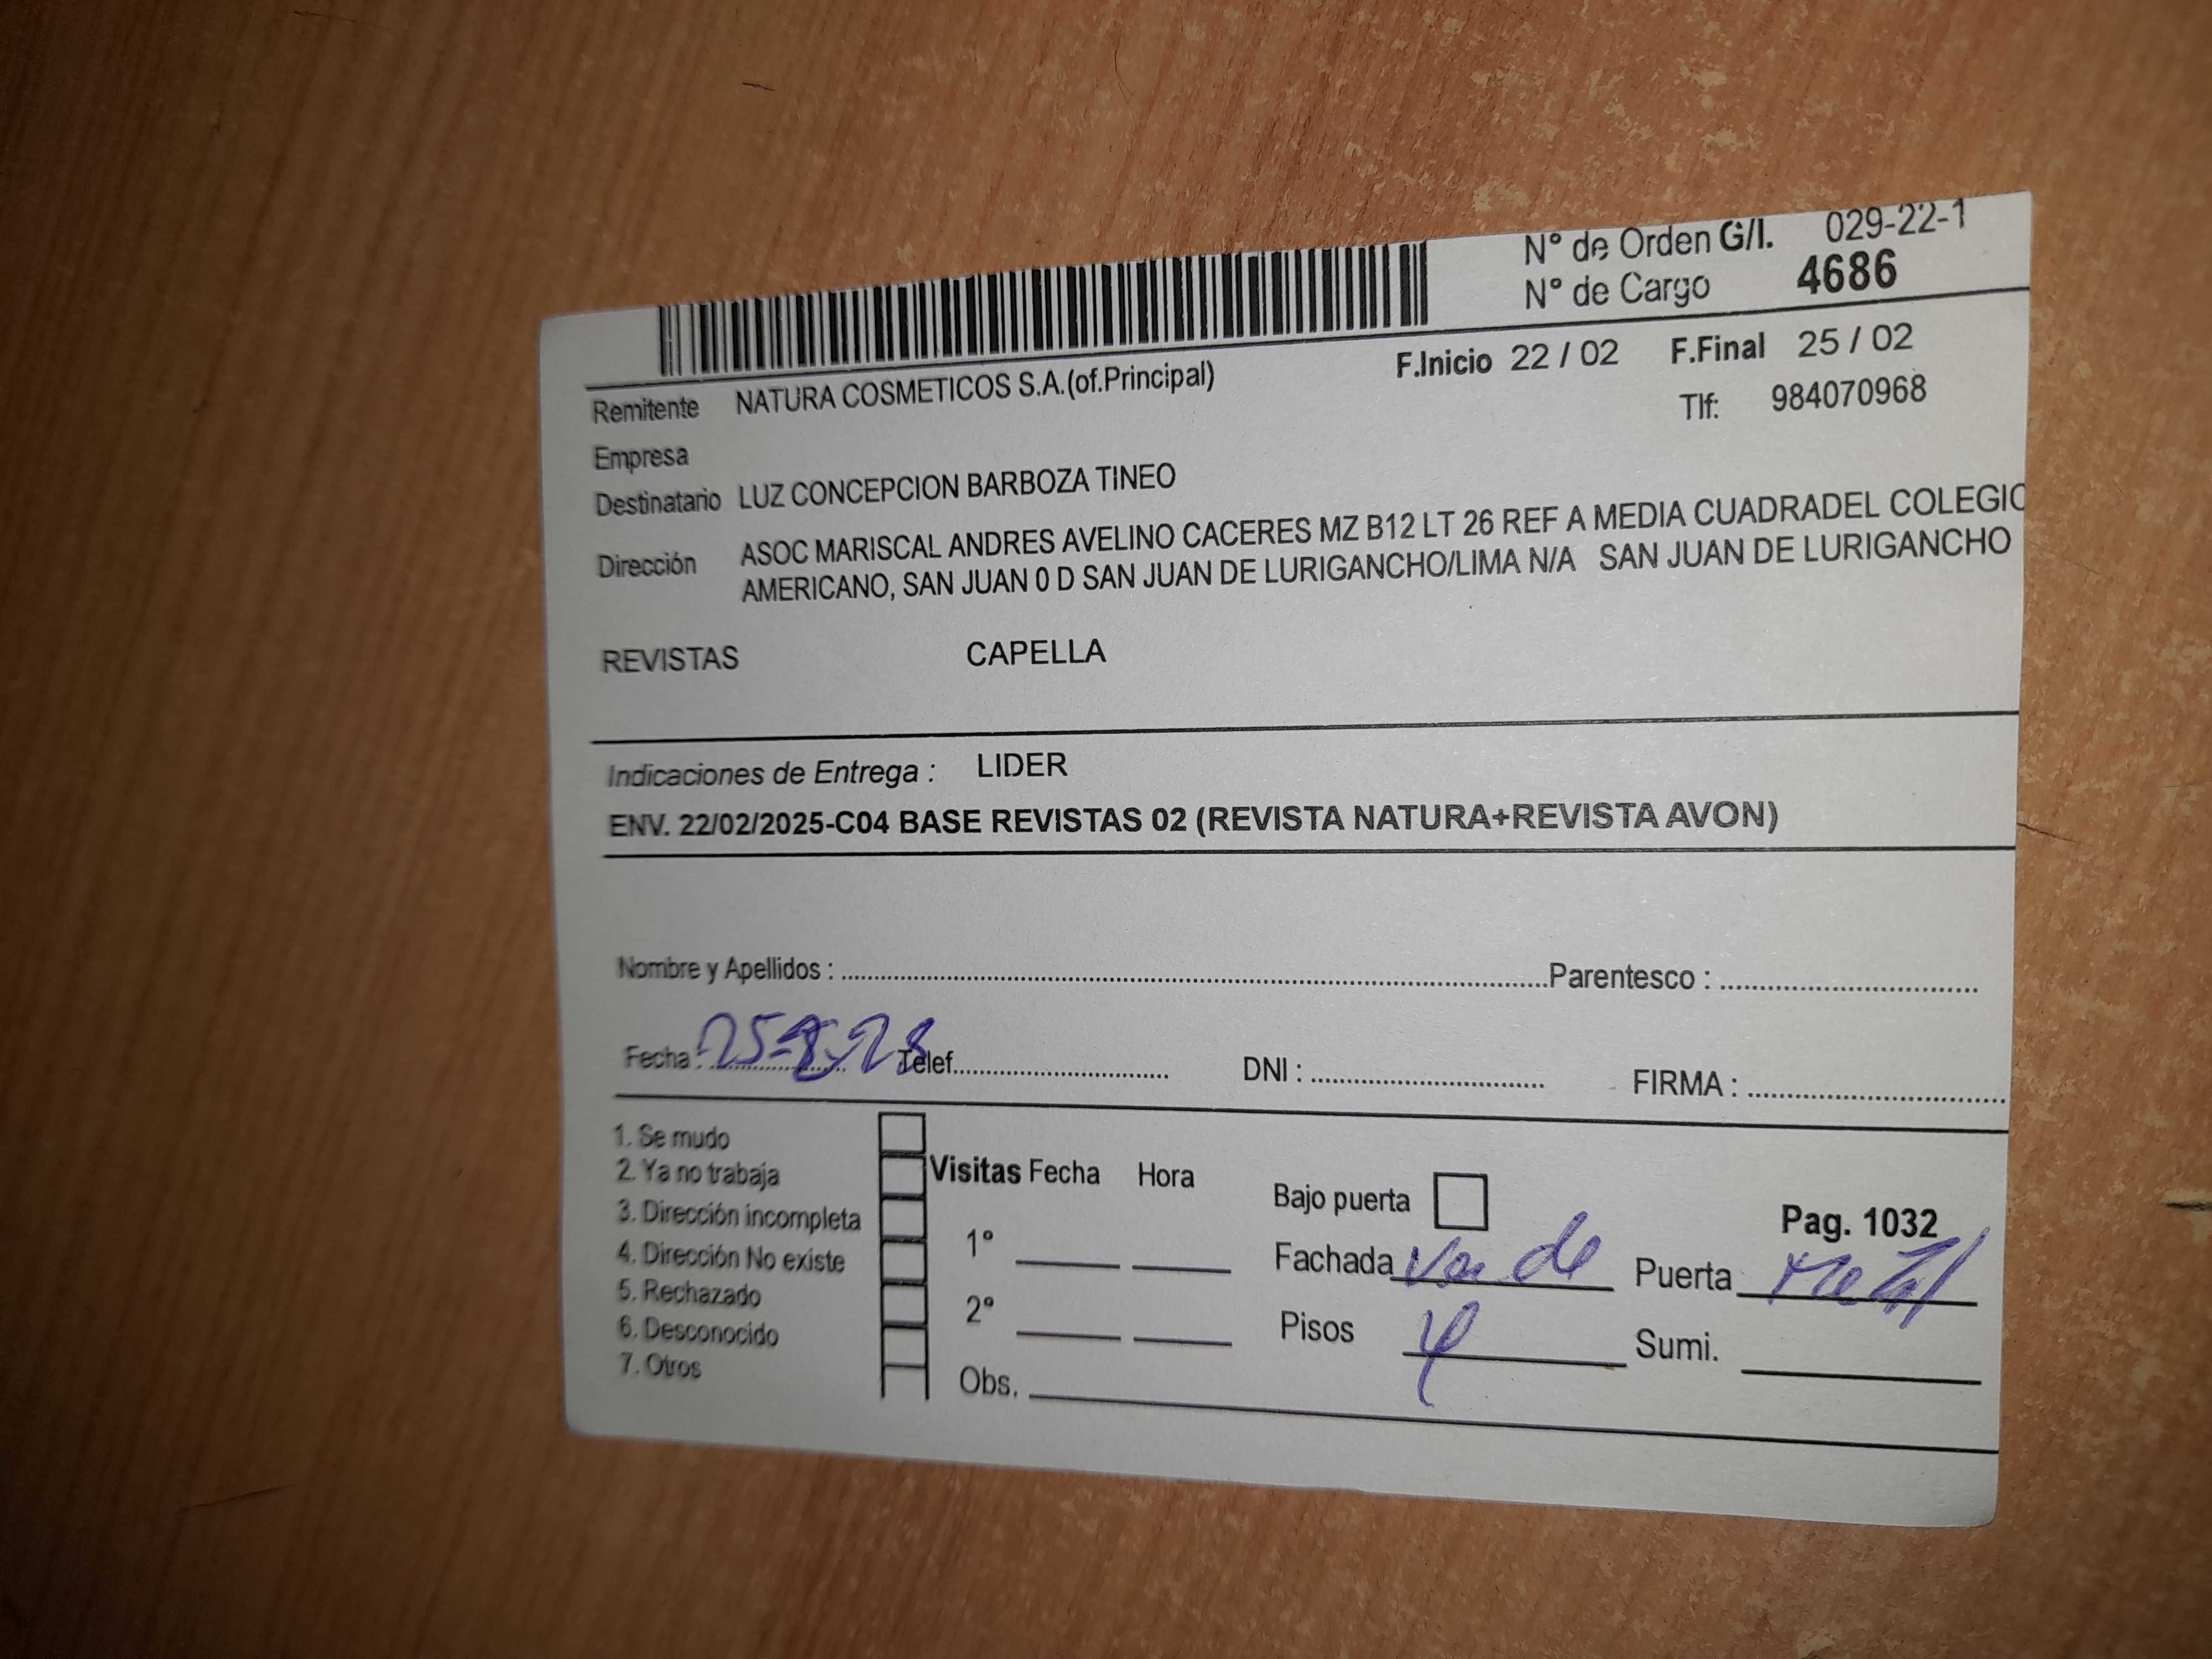 N° de Orden G/I. 029-22-1
N° de Cargo 4686
F.Inicio 22 / 02 F.Final 25 / 02
Remitente NATURA COSMETICOS S.A.(of.Principal)
Tlf: 984070968
Empresa
Destinatario LUZ CONCEPCION BARBOZA TINEO
Dirección ASOC MARISCAL ANDRES AVELINO CACERES MZ B12 LT 26 REF A MEDIA CUADRADEL COLEGIO
AMERICANO, SAN JUAN 0 D SAN JUAN DE LURIGANCHO/LIMA N/A SAN JUAN DE LURIGANCHO
REVISTAS CAPELLA
Indicaciones de Entrega : LIDER
ENV. 22/02/2025-C04 BASE REVISTAS 02 (REVISTA NATURA+REVISTA AVON)
Nombre y Apellidos : Parentesco :
Fecha : Telef. DNI : FIRMA :
1. Se mudo
2. Ya no trabaja
3. Dirección incompleta
4. Dirección No existe
5. Rechazado
6. Desconocido
7. Otros
Visitas Fecha Hora
1°
2°
Obs.
Bajo puerta
Pag. 1032
Fachada Verde Puerta Metal
Pisos 4 Sumi.